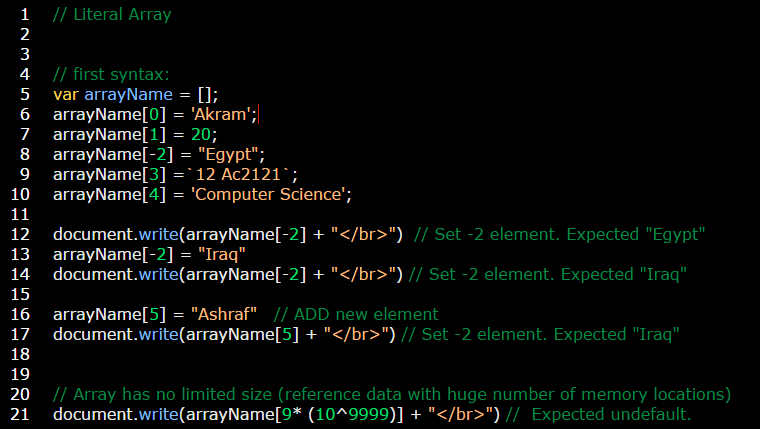 1 // Literal Array
2
3
4 // first syntax:
5 var arrayName = [];
6 arrayName[0] = 'Akram';
7 arrayName[1] = 20;
8 arrayName[-2] = "Egypt";
9 arrayName[3] =`12 Ac2121`;
10 arrayName[4] = 'Computer Science';
11
12 document.write(arrayName[-2] + "</br>")  // Set -2 element. Expected "Egypt"
13 arrayName[-2] = "Iraq"
14 document.write(arrayName[-2] + "</br>") // Set -2 element. Expected "Iraq"
15
16 arrayName[5] = "Ashraf"   // ADD new element
17 document.write(arrayName[5] + "</br>") // Set -2 element. Expected "Iraq"
18
19
20 // Array has no limited size (reference data with huge number of memory locations)
21 document.write(arrayName[9* (10^9999)] + "</br>") //  Expected undefault.